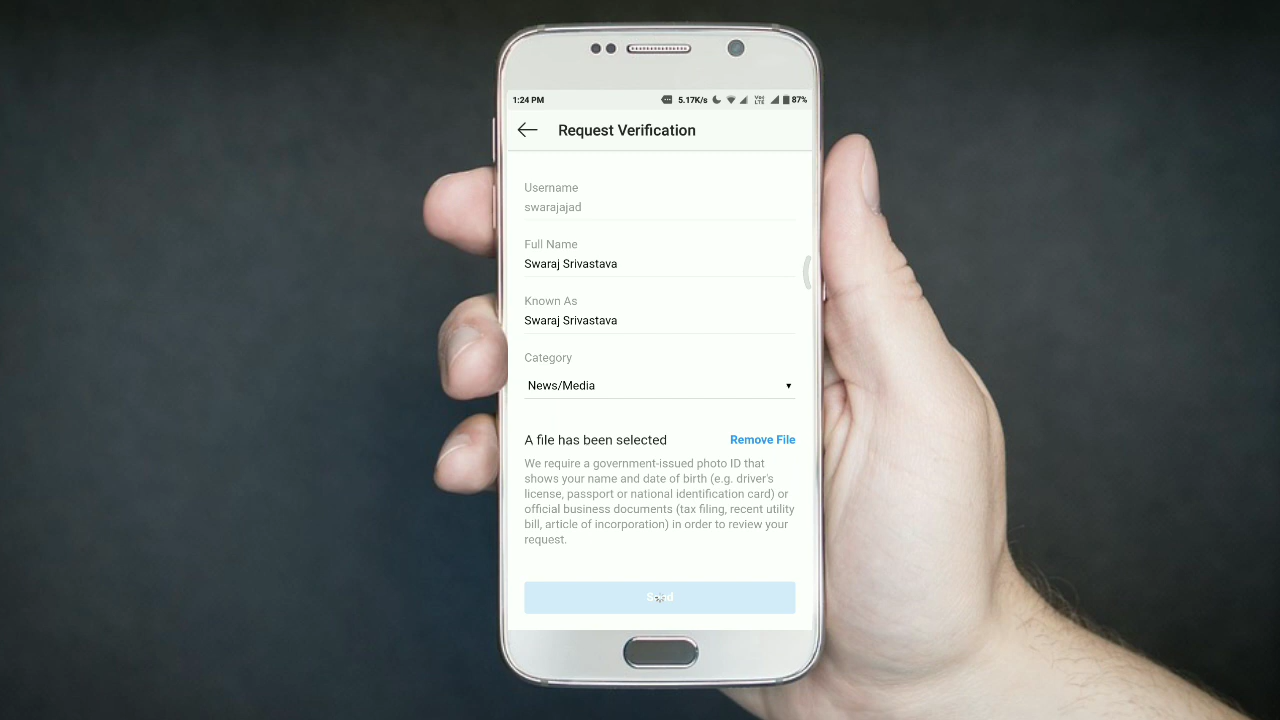 1:24 PM
5.17K/s
VoO LTE
87%
Request Verification
Username
swarajajad
Full Name
Swaraj Srivastava
Known As
Swaraj Srivastava
Category
News/Media
A file has been selected
Remove File
We require a government-issued photo ID that
shows your name and date of birth (e.g. driver's
license, passport or national identification card) or
official business documents (tax filing, recent utility
bill, article of incorporation) in order to review your
request.
Send